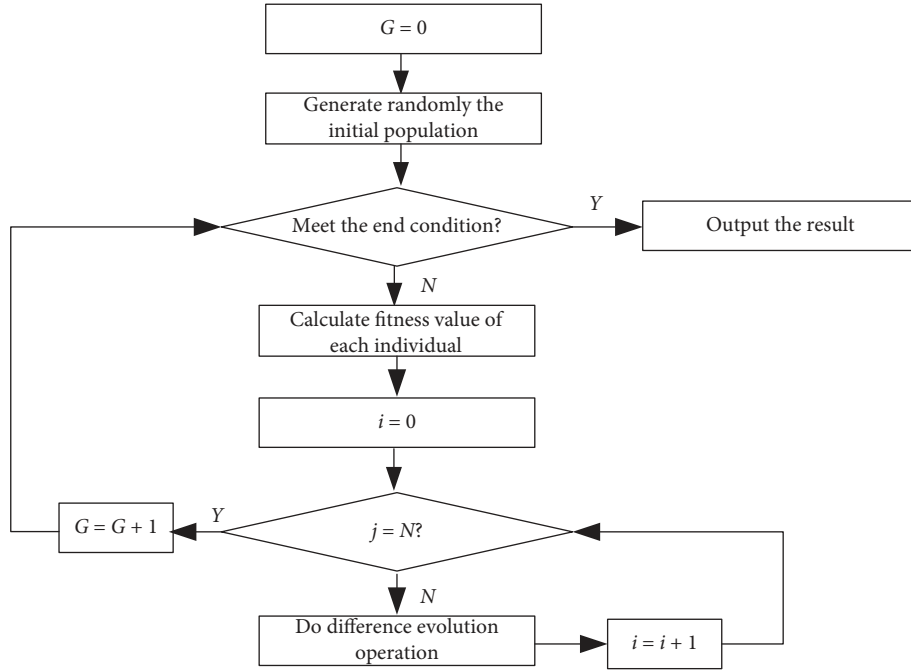 G = 0
Generate randomly the
initial population
Meet the end condition?
Y
Output the result
N
Calculate fitness value of
each individual
i = 0
G = G + 1
Y
j = N?
N
Do difference evolution
operation
i = i + 1